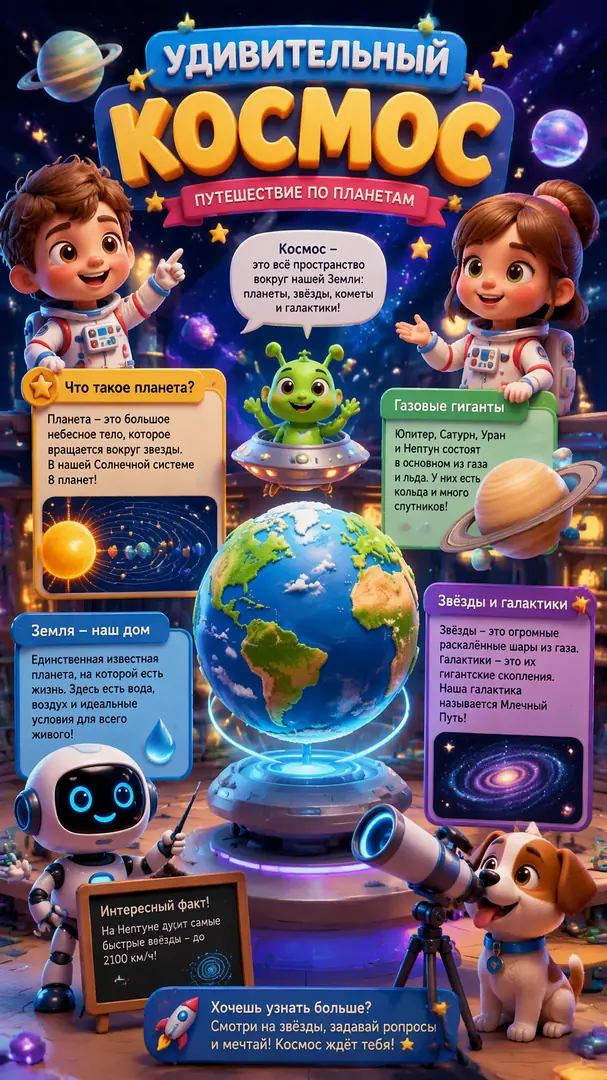 УДИВИТЕЛЬНЫЙ
КОСМОС
ПУТЕШЕСТВИЕ ПО ПЛАНЕТАМ
Космос –
это всё пространство
вокруг нашей Земли:
планеты, звёзды, кометы
и галактики!
Что такое планета?
Планета – это большое
небесное тело, которое
вращается вокруг звезды.
В нашей Солнечной системе
8 планет!
Газовые гиганты
Юпитер, Сатурн, Уран
и Нептун состоят
в основном из газа
и льда. У них есть
кольца и много
спутников!
Земля – наш дом
Единственная известная
планета, на которой есть
жизнь. Здесь есть вода,
воздух и идеальные
условия для всего
живого!
Звёзды и галактики
Звёзды – это огромные
раскалённые шары из газа.
Галактики – это их
гигантские скопления.
Наша галактика
называется Млечный
Путь!
Интересный факт!
На Нептуне дуют самые
быстрые ввёзды – до
2100 км/ч!
Хочешь узнать больше?
Смотри на звёзды, задавай ропросы
и мечтай! Космос ждёт тебя!